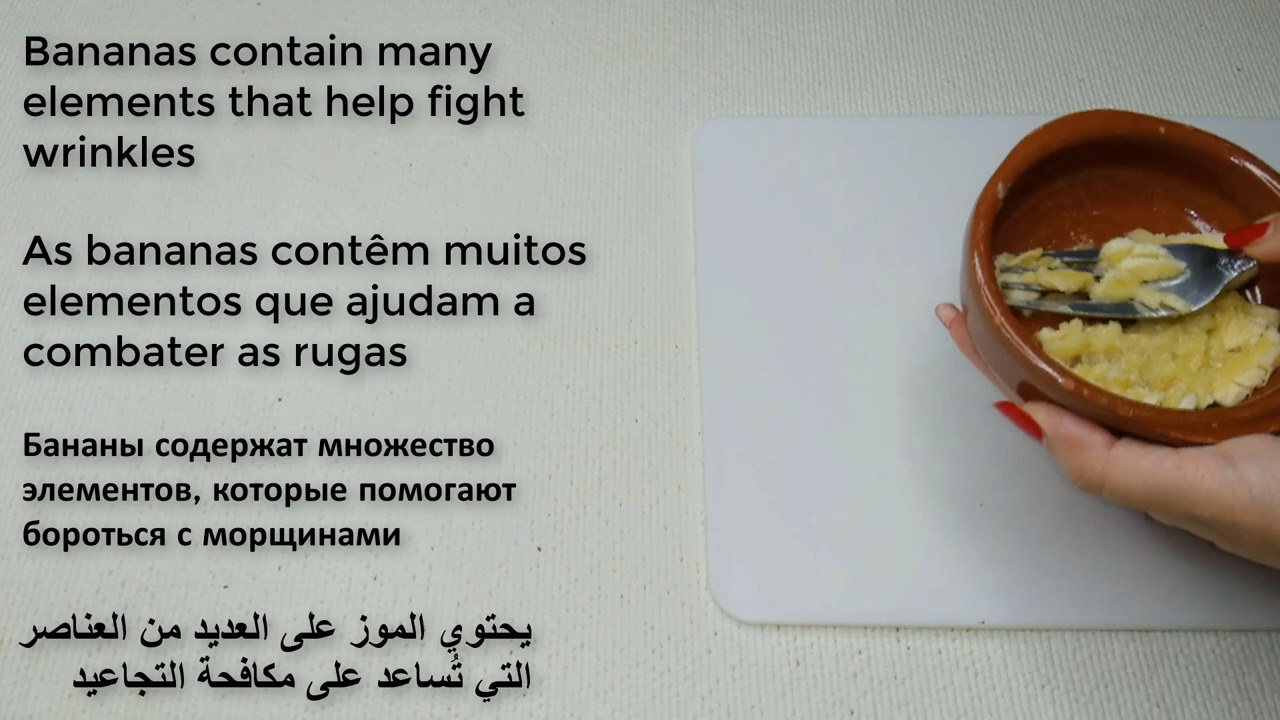 Bananas contain many
elements that help fight
wrinkles
As bananas contêm muitos
elementos que ajudam a
combater as rugas
Бананы содержат множество
элементов, которые помогают
бороться с морщинами
يحتوي الموز على العديد من العناصر
التي تُساعد على مكافحة التجاعيد